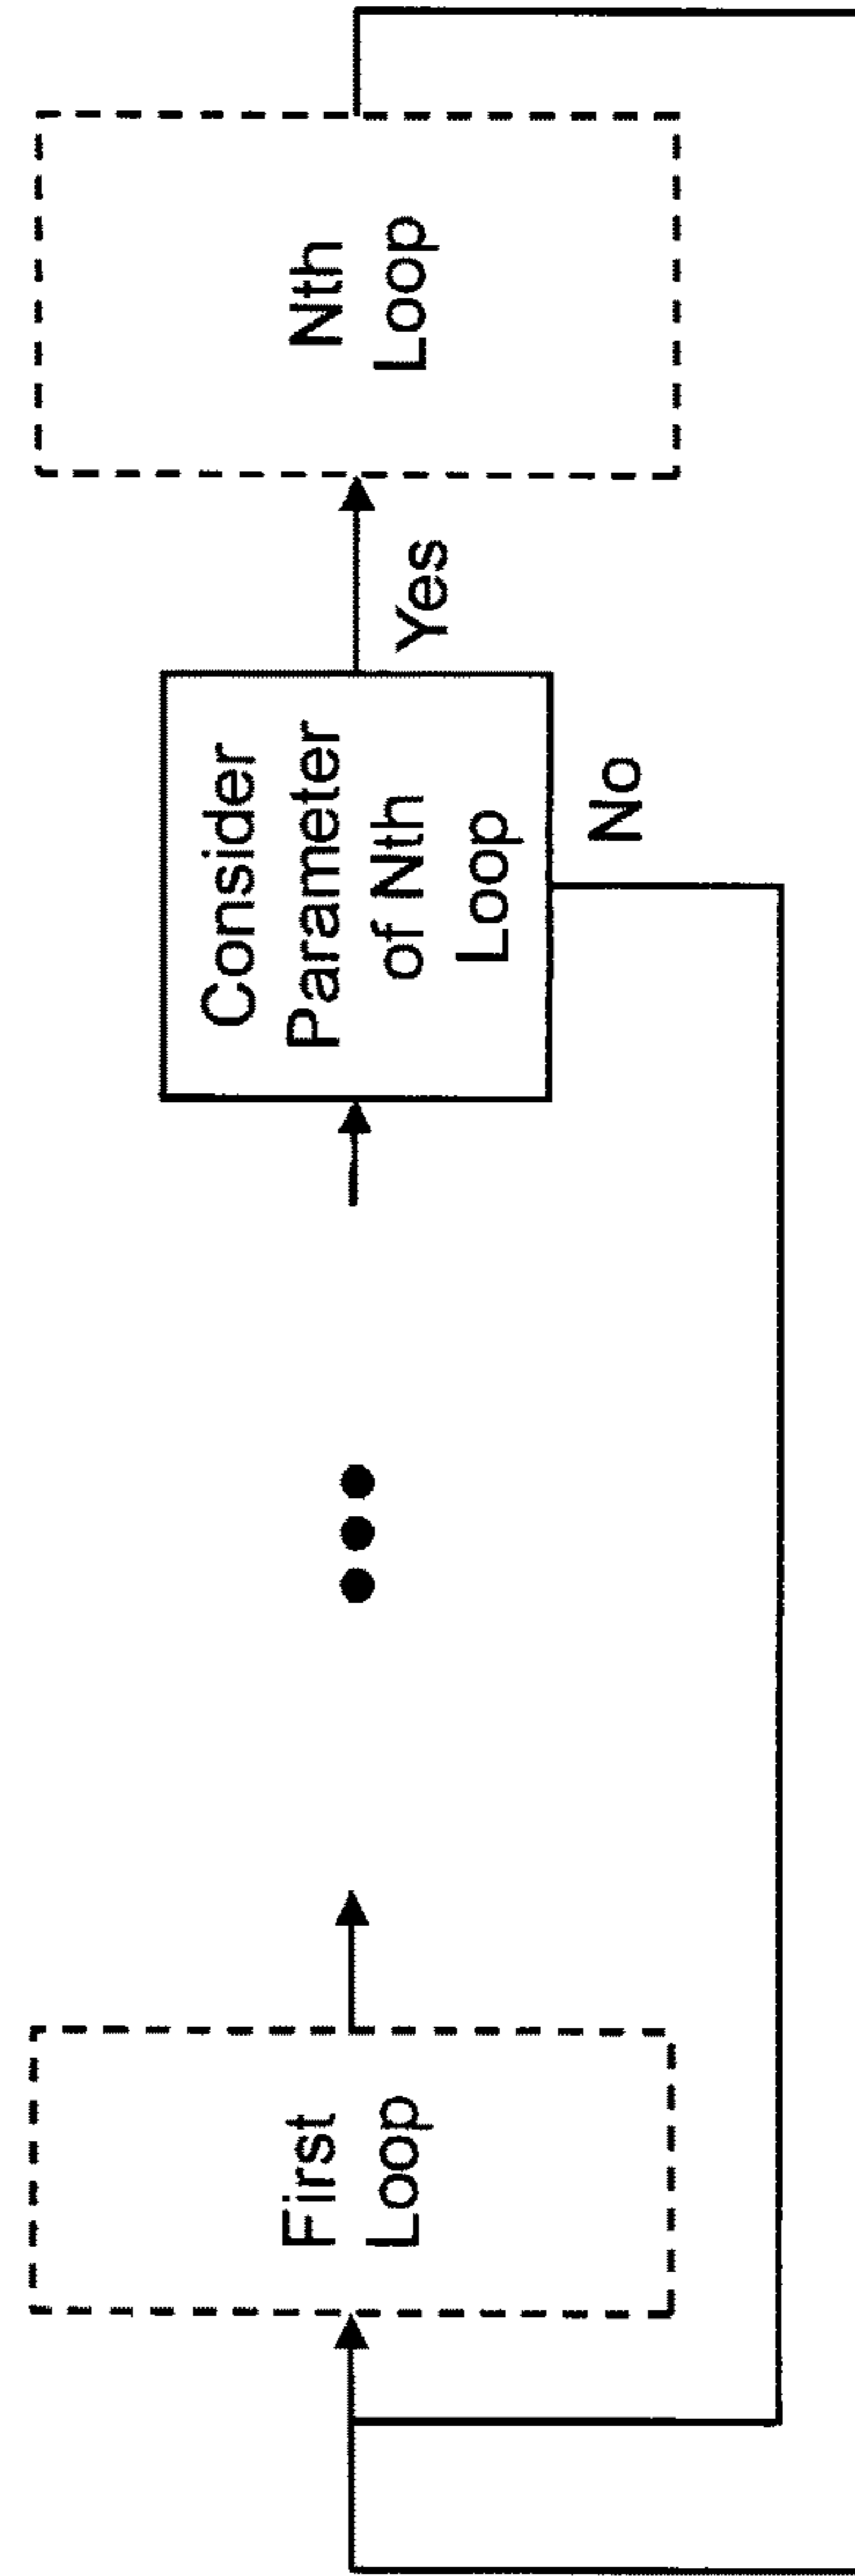 First
Loop
Consider
Parameter
of Nth
Loop
Yes
No
Nth
Loop